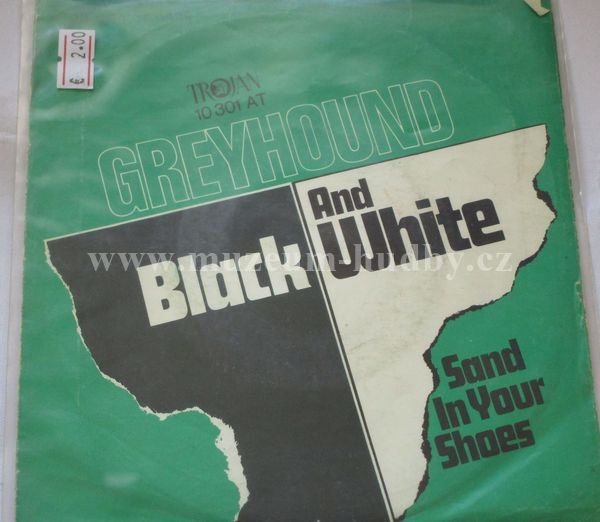 € 2.00
TROJAN
10 301 AT
GREYHOUND
Black
And
White
www.muzeum-hudby.cz
Sand
In Your
Shoes